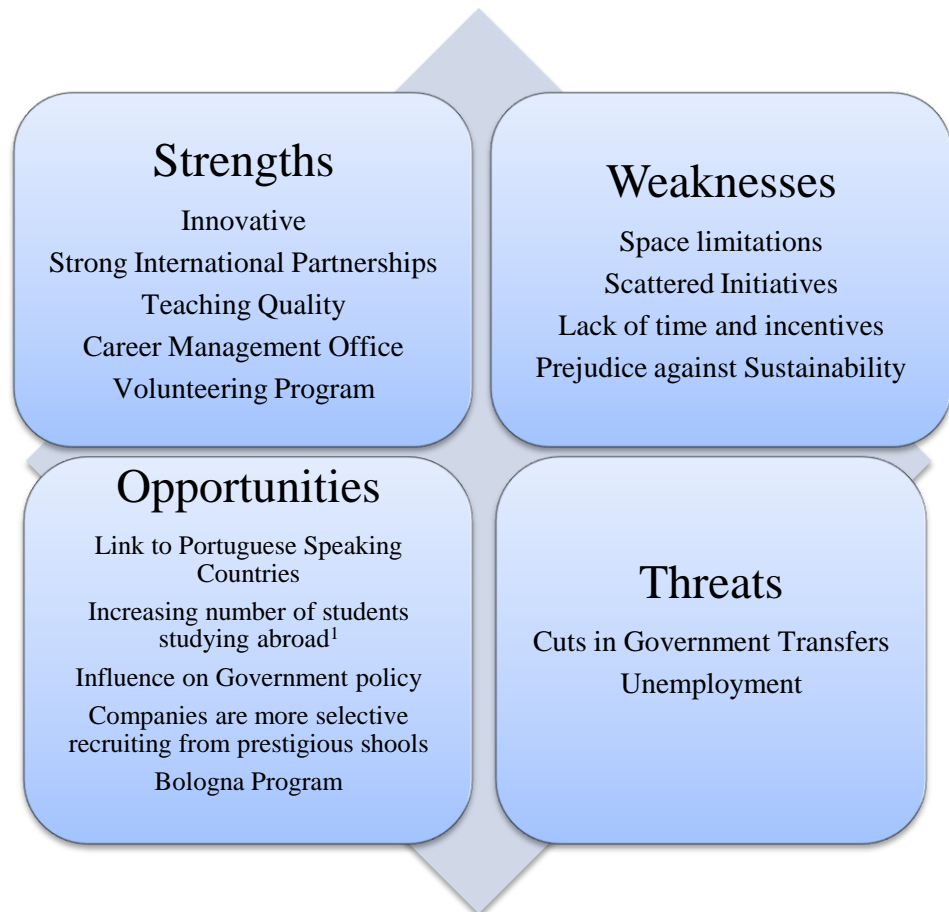 Strengths
Innovative
Strong International Partnerships
Teaching Quality
Career Management Office
Volunteering Program
Weaknesses
Space limitations
Scattered Initiatives
Lack of time and incentives
Prejudice against Sustainability
Opportunities
Link to Portuguese Speaking
Countries
Increasing number of students
studying abroad¹
Influence on Government policy
Companies are more selective
recruiting from prestigious shools
Bologna Program
Threats
Cuts in Government Transfers
Unemployment